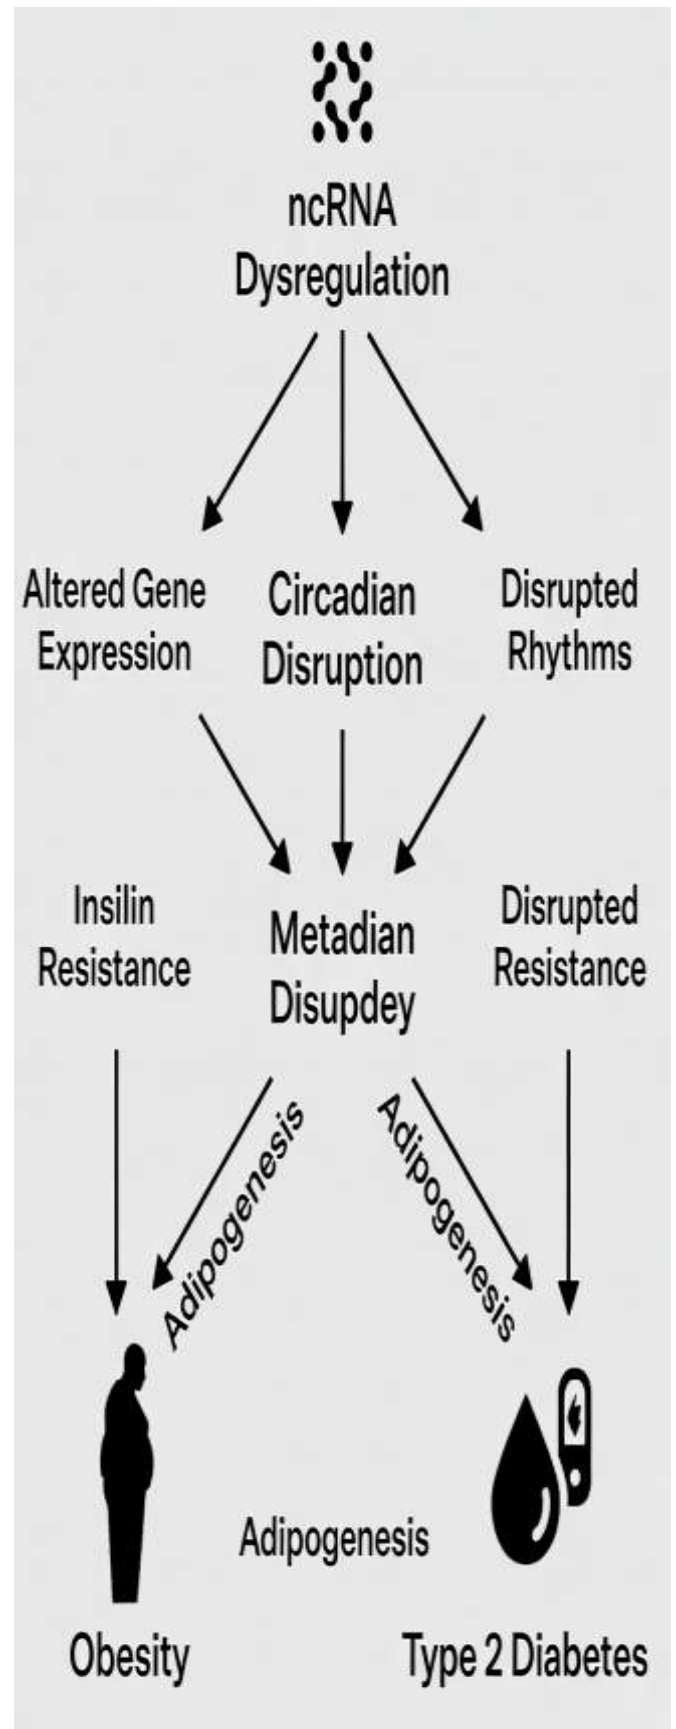 ncRNA
Dysregulation
Altered Gene
Expression
Circadian
Disruption
Disrupted
Rhythms
Insilin
Resistance
Metadian
Disupdey
Disrupted
Resistance
Adipogenesis
Adipogenesis
Adipogenesis
Obesity
Type 2 Diabetes